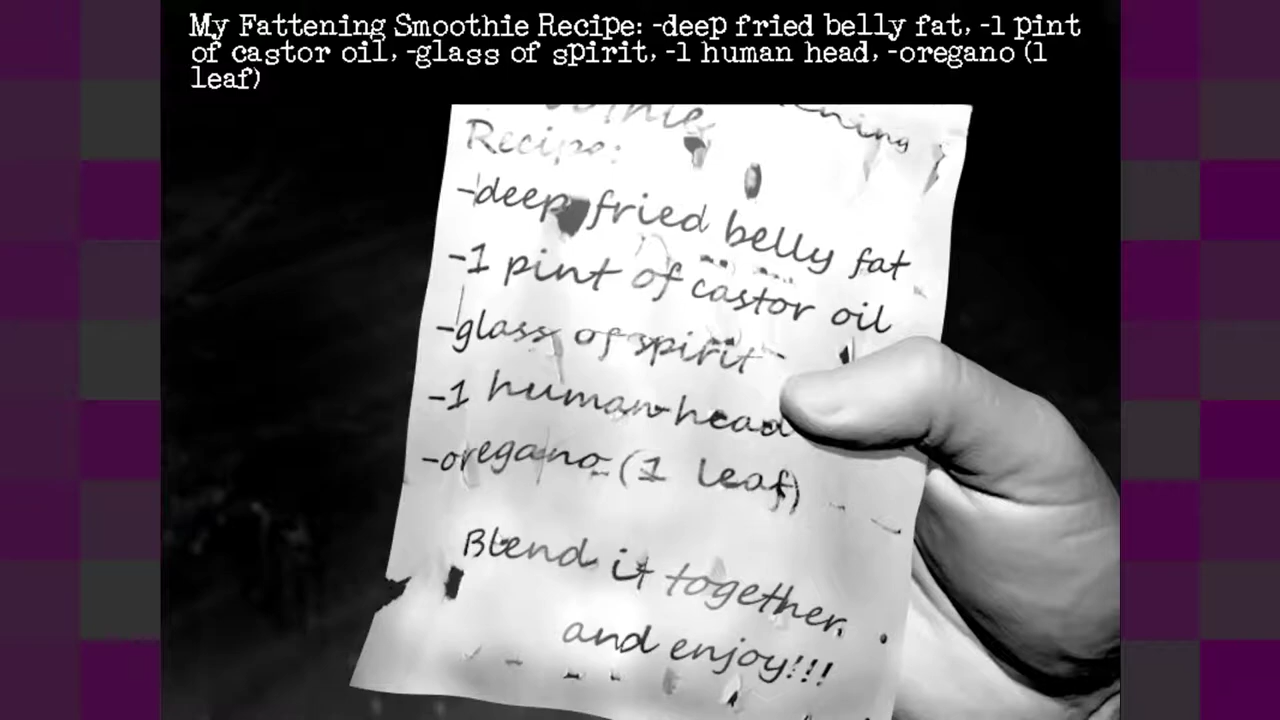 My Fattening Smoothie Recipe: -deep fried belly fat, -1 pint
of castor oil, -glass of spirit, -1 human head, -oregano (1
leaf)
Recipe:
-deep fried belly fat
-1 pint of castor oil
-glass of spirit
-1 human head
-oregano (1 leaf)
Blend it together
and enjoy!!!